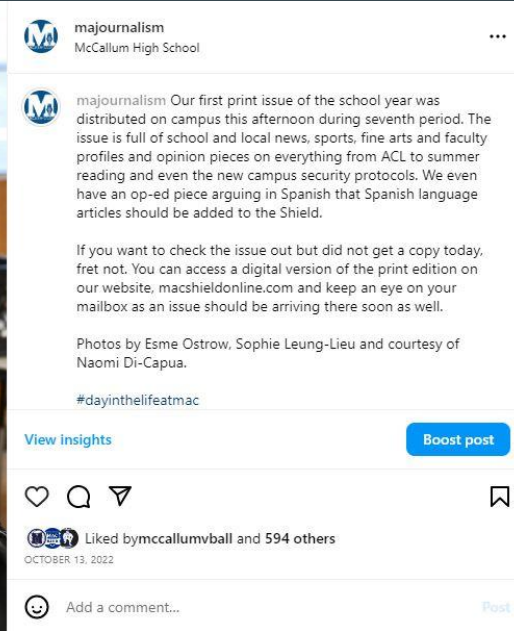 majournalism
McCallum High School
majournalism Our first print issue of the school year was
distributed on campus this afternoon during seventh period. The
issue is full of school and local news, sports, fine arts and faculty
profiles and opinion pieces on everything from ACL to summer
reading and even the new campus security protocols. We even
have an op-ed piece arguing in Spanish that Spanish language
articles should be added to the Shield.
If you want to check the issue out but did not get a copy today,
fret not. You can access a digital version of the print edition on
our website, macshieldonline.com and keep an eye on your
mailbox as an issue should be arriving there soon as well.
Photos by Esme Ostrow, Sophie Leung-Lieu and courtesy of
Naomi Di-Capua.
#dayinthelifeatmac
View insights
Boost post
Liked bymccallumvball and 594 others
OCTOBER 13, 2022
Add a comment...
Post